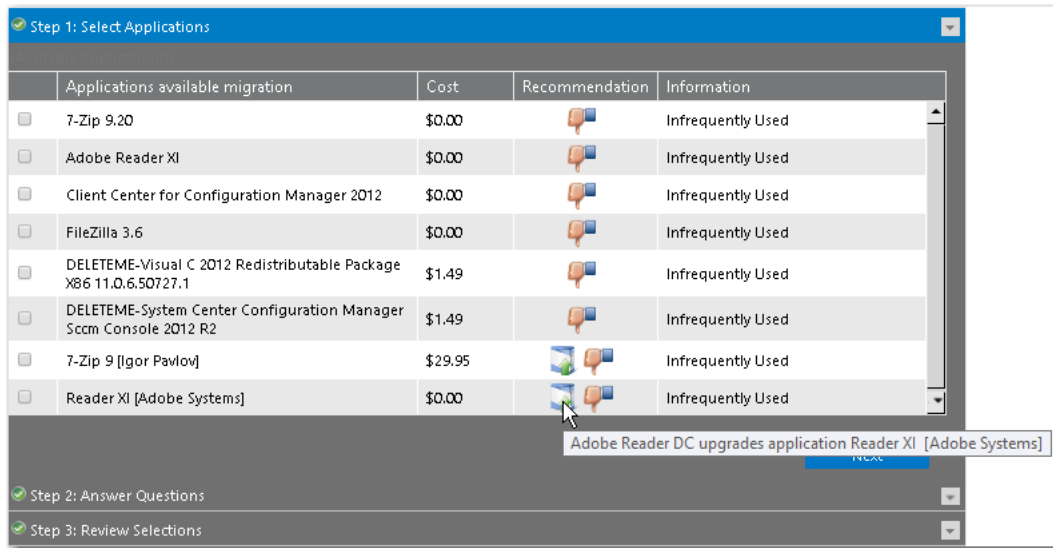 Step 1: Select Applications
Applications available migration Cost Recommendation Information
7-Zip 9.20 $0.00 Infrequently Used
Adobe Reader XI $0.00 Infrequently Used
Client Center for Configuration Manager 2012 $0.00 Infrequently Used
FileZilla 3.6 $0.00 Infrequently Used
DELETEME-Visual C 2012 Redistributable Package
X86 11.0.6.50727.1 $1.49 Infrequently Used
DELETEME-System Center Configuration Manager
Sccm Console 2012 R2 $1.49 Infrequently Used
7-Zip 9 [Igor Pavlov] $29.95 Infrequently Used
Reader XI [Adobe Systems] $0.00 Infrequently Used
Adobe Reader DC upgrades application Reader XI [Adobe Systems]
Next
Step 2: Answer Questions
Step 3: Review Selections